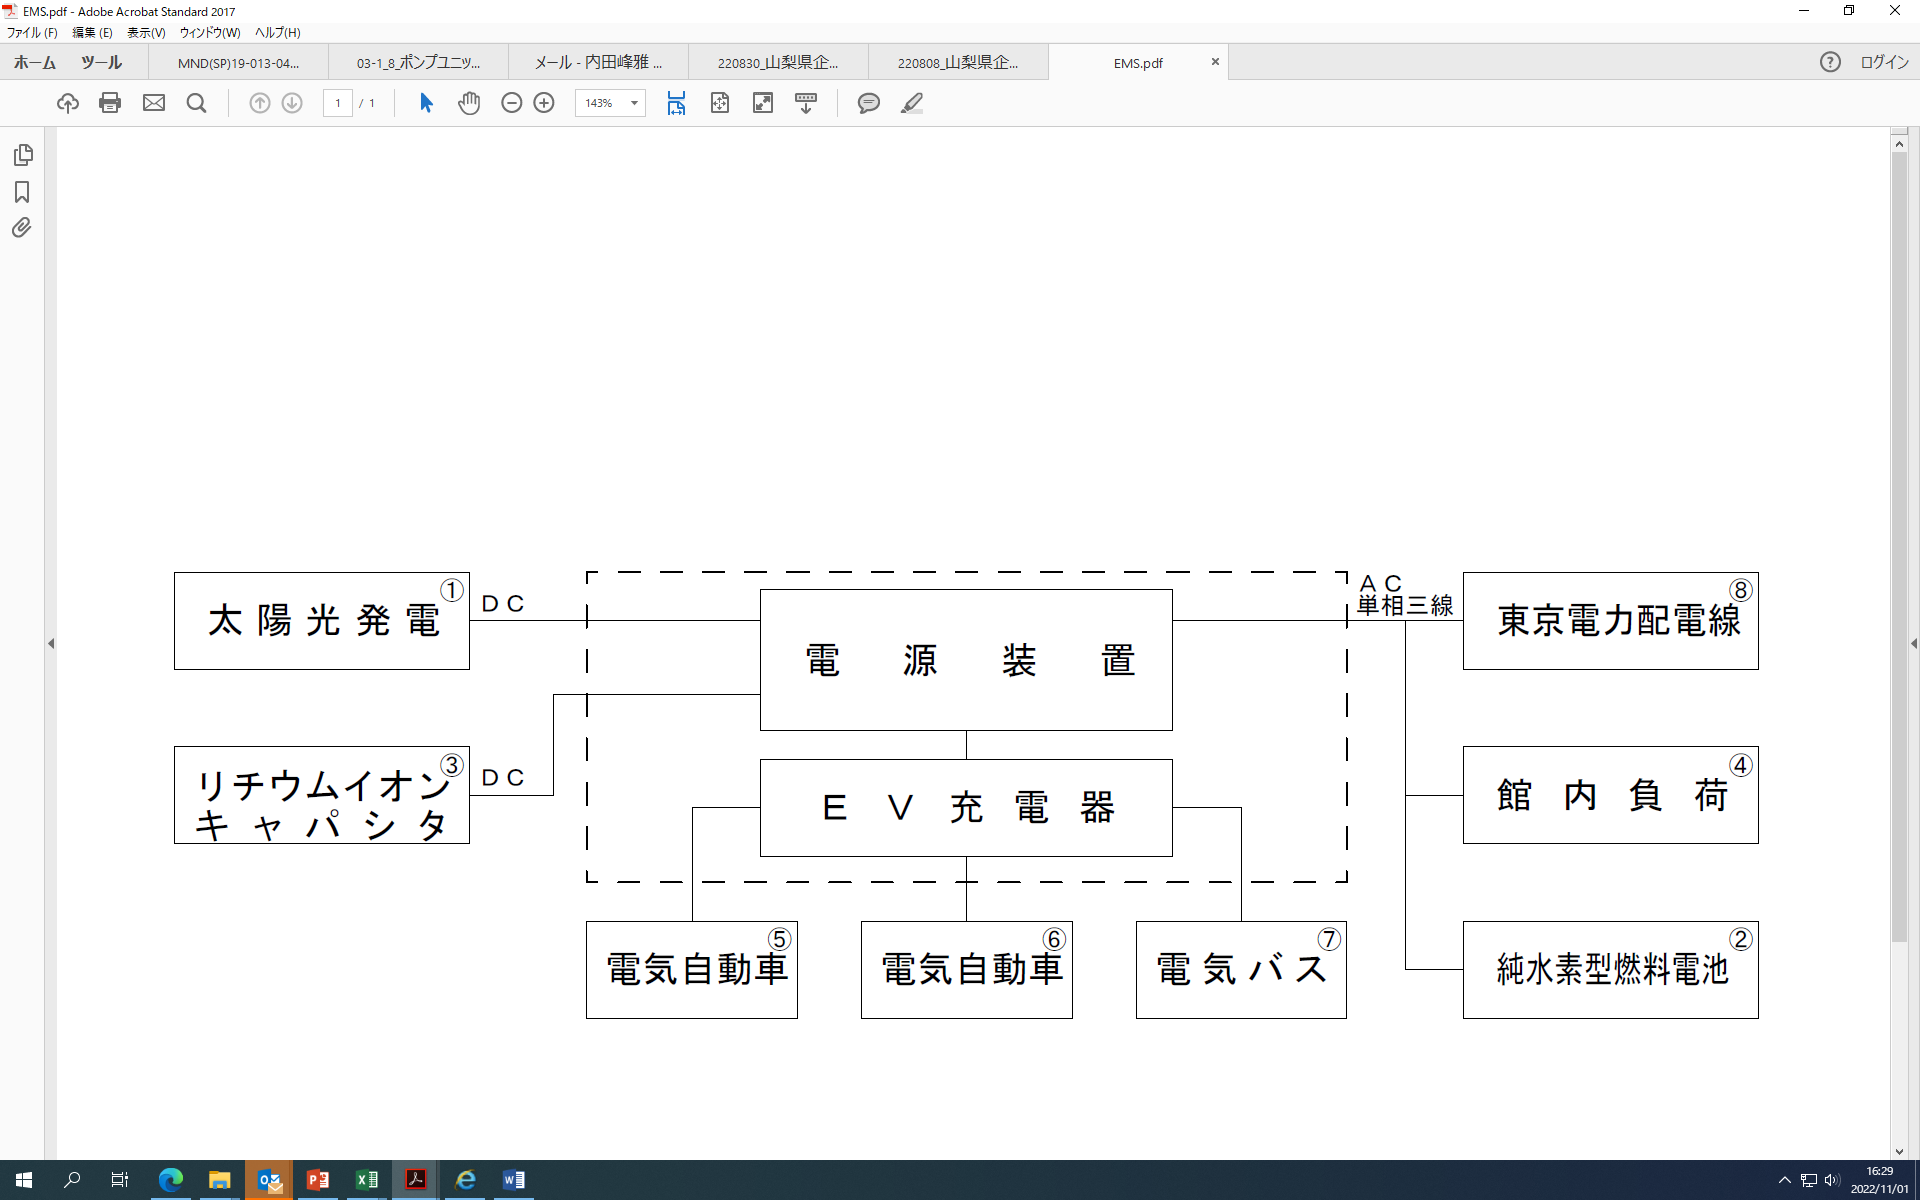 EMS.pdf - Adobe Acrobat Standard 2017
ファイル(F) 編集(E) 表示(V) ウィンドウ(W) ヘルプ(H)
ホーム ツール MND(SP)19-013-04... 03-1_8_ポンプユニッ... メール - 内田峰雅 ... 220830_山梨県企... 220808_山梨県企... EMS.pdf × ? ログイン
1 / 1 143%
① 太陽光発電
DC
電源装置
AC
単相三線
⑧ 東京電力配電線
③ リチウムイオン
キャパシタ
DC
EV充電器
④ 館内負荷
⑤ 電気自動車
⑥ 電気自動車
⑦ 電気バス
② 純水素型燃料電池
16:29
2022/11/01